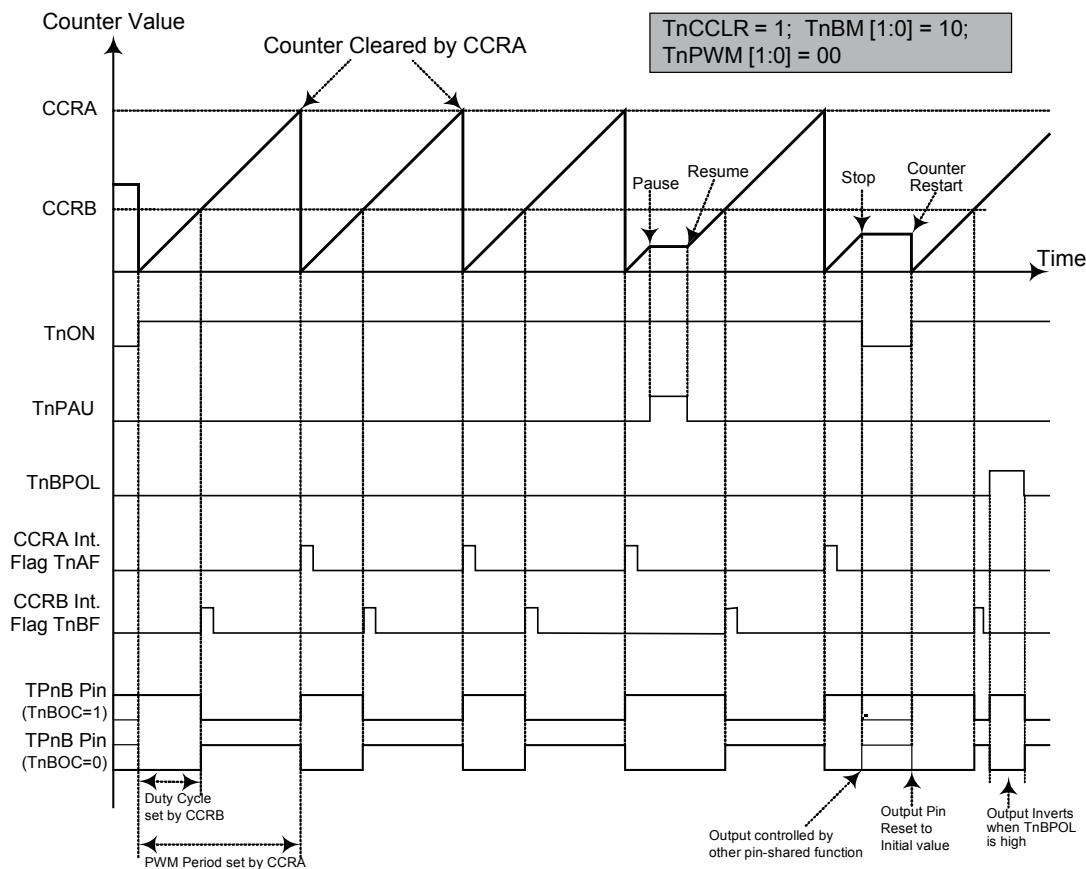 Counter Value
TnCCLR = 1; TnBM [1:0] = 10;
TnPWM [1:0] = 00
Counter Cleared by CCRA
CCRA
Pause
Resume
Stop
Counter
Restart
CCRB
Time
TnON
TnPAU
TnBPOL
CCRA Int.
Flag TnAF
CCRB Int.
Flag TnBF
TPnB Pin
(TnBOC=1)
TPnB Pin
(TnBOC=0)
Duty Cycle
set by CCRB
PWM Period set by CCRA
Output controlled by
other pin-shared function
Output Pin
Reset to
Initial value
Output Inverts
when TnBPOL
is high